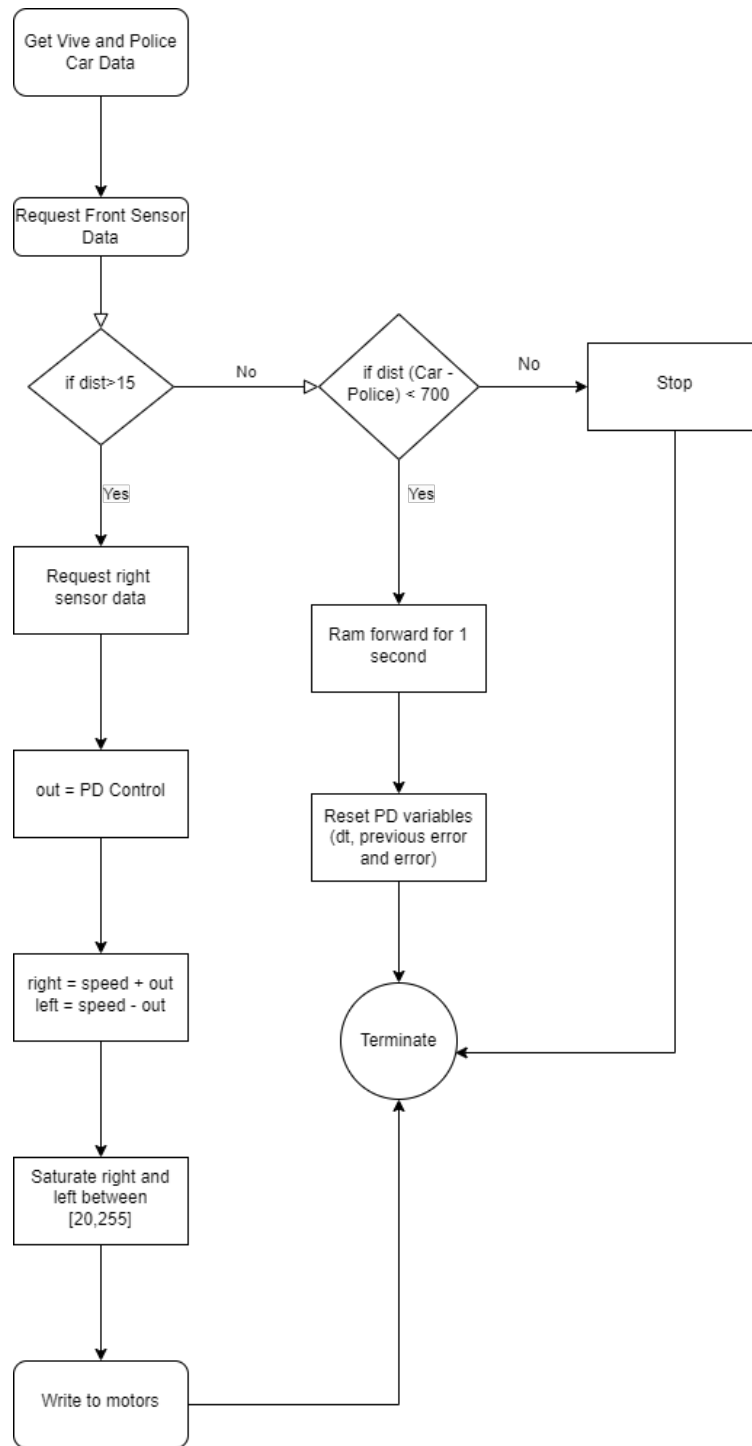 Get Vive and Police
Car Data
Request Front Sensor
Data
if dist>15
No
if dist (Car -
Police) < 700
No
Stop
Yes
Yes
Request right
sensor data
Ram forward for 1
second
out = PD Control
Reset PD variables
(dt, previous error
and error)
right = speed + out
left = speed - out
Terminate
Saturate right and
left between
[20,255]
Write to motors